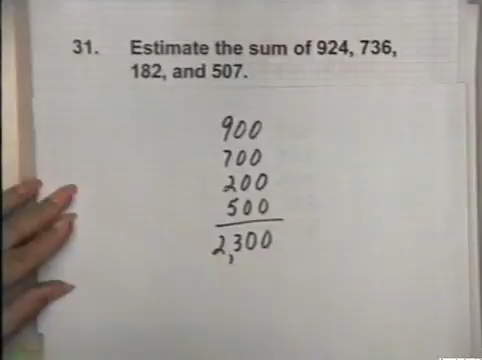 31. Estimate the sum of 924, 736,
182, and 507.
900
700
200
500
2,300